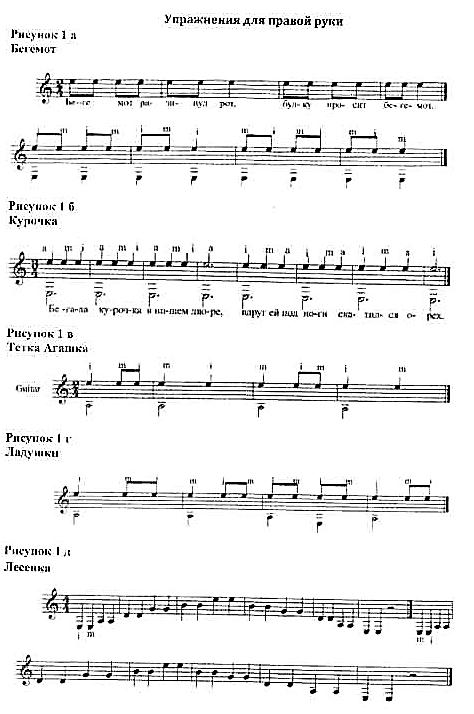 Упражнения для правой руки
Рисунок 1 а
Бегемот
Бе-ге- мот ра- зи- нул рот, бул-ку про- сит бе-ге-мот.
i m i m i m i i m i m i
Рисунок 1 б
Курочка
a m i a m i a m i a i m a i m a i m a i
Бе-га-ла ку-роч-ка в на-шем дво-ре, вдруг ей под но-ги ска-тил-ся о-рех.
Рисунок 1 в
Тетка Агашка
Guitar
i m i m i m i m
Рисунок 1 г
Ладушки
i m i m i m i m i m
Рисунок 1 д
Лесенка
i m m i